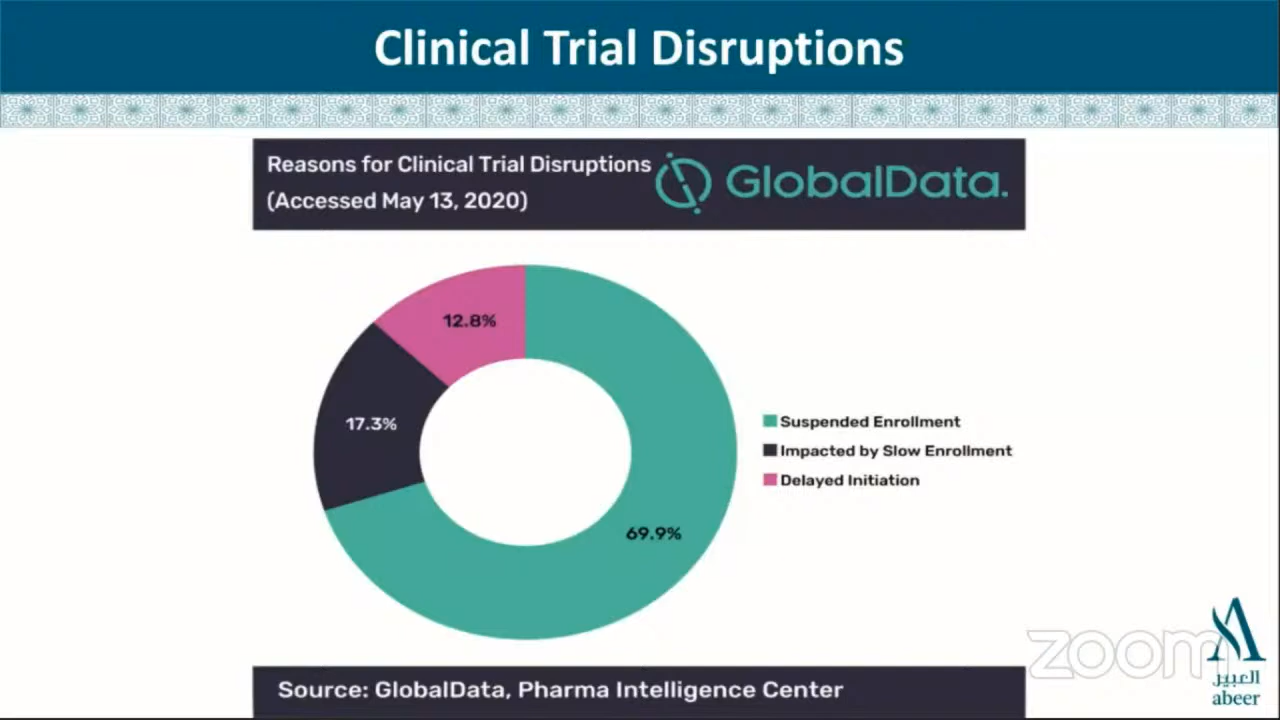 Clinical Trial Disruptions
Reasons for Clinical Trial Disruptions
(Accessed May 13, 2020)
GlobalData.
12.8%
17.3%
69.9%
Suspended Enrollment
Impacted by Slow Enrollment
Delayed Initiation
zoom
العبير
abeer
Source: GlobalData, Pharma Intelligence Center